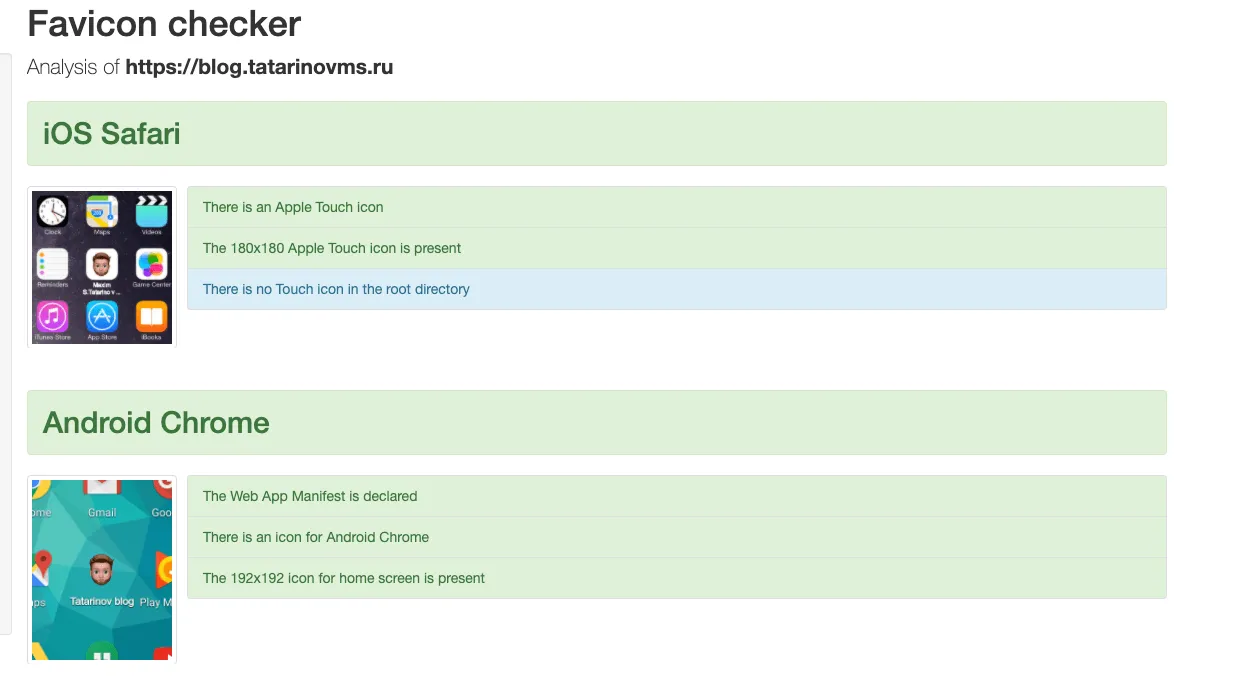 Favicon checker
Analysis of https://blog.tatarinovms.ru
iOS Safari
Clock Maps Videos
Reminders Maxim Game Center
S.Tatarinov ...
iTunes Store App Store iBooks
There is an Apple Touch icon
The 180x180 Apple Touch icon is present
There is no Touch icon in the root directory
Android Chrome
ome Gmail Goo
Tatarinov blog Play M
aps
The Web App Manifest is declared
There is an icon for Android Chrome
The 192x192 icon for home screen is present